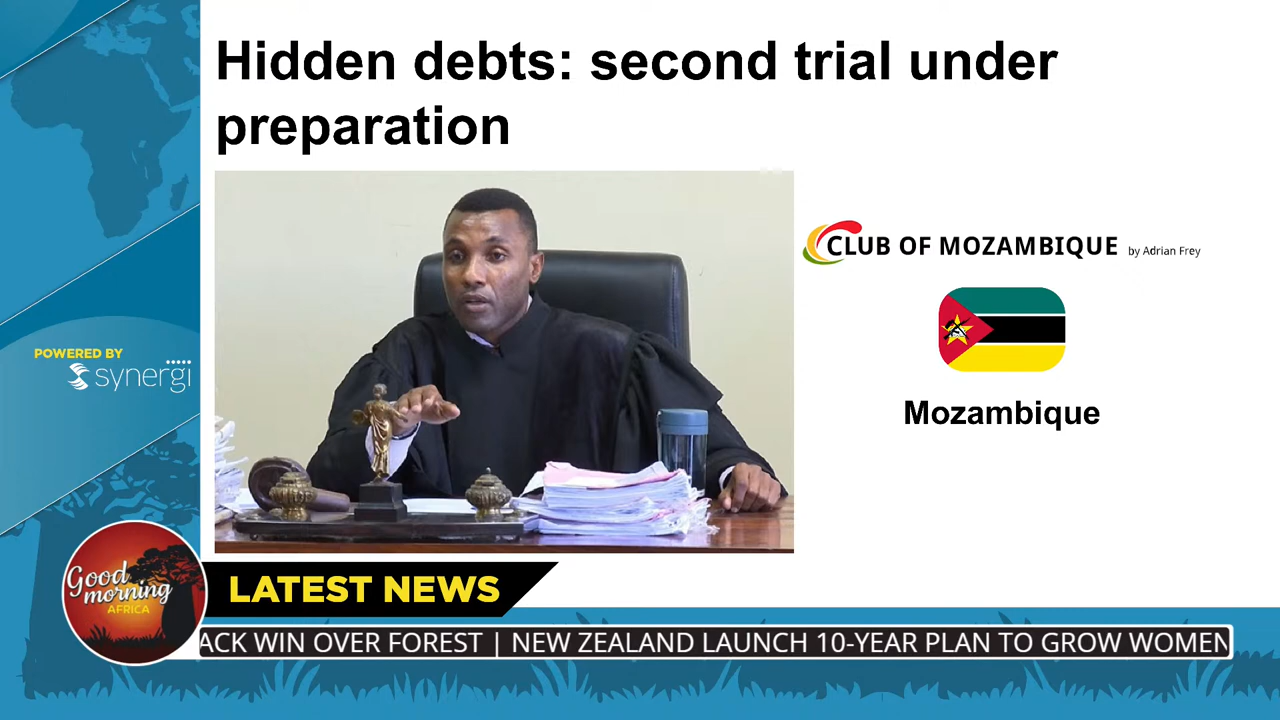 Hidden debts: second trial under
preparation
CLUB OF MOZAMBIQUE by Adrian Frey
Mozambique
POWERED BY
synergi
Good
morning
AFRICA
LATEST NEWS
ACK WIN OVER FOREST | NEW ZEALAND LAUNCH 10-YEAR PLAN TO GROW WOMEN